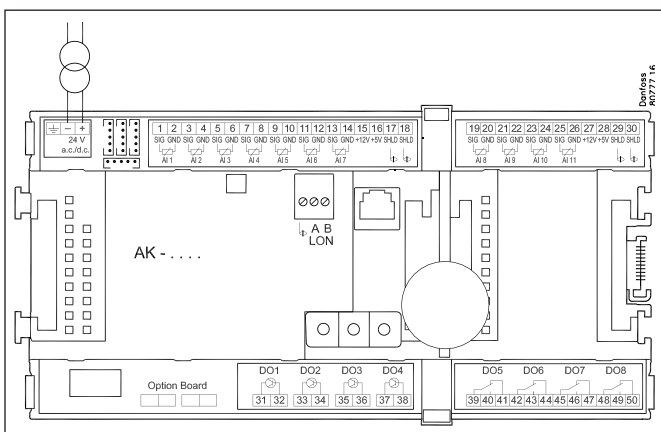 Danfoss
80Z77.16
− +
24 V
a.c./d.c.
1 2 3 4 5 6 7 8 9 10 11 12 13 14 15 16 17 18
SIG GND SIG GND SIG GND SIG GND SIG GND SIG GND SIG GND +12V +5V SHLD SHLD
AI 1 AI 2 AI 3 AI 4 AI 5 AI 6 AI 7
19 20 21 22 23 24 25 26 27 28 29 30
SIG GND SIG GND SIG GND SIG GND +12V +5V SHLD SHLD
AI 8 AI 9 AI 10 AI 11
A B
LON
AK - . . . .
Option Board
DO1 DO2 DO3 DO4
31 32 33 34 35 36 37 38
DO5 DO6 DO7 DO8
39 40 41 42 43 44 45 46 47 48 49 50